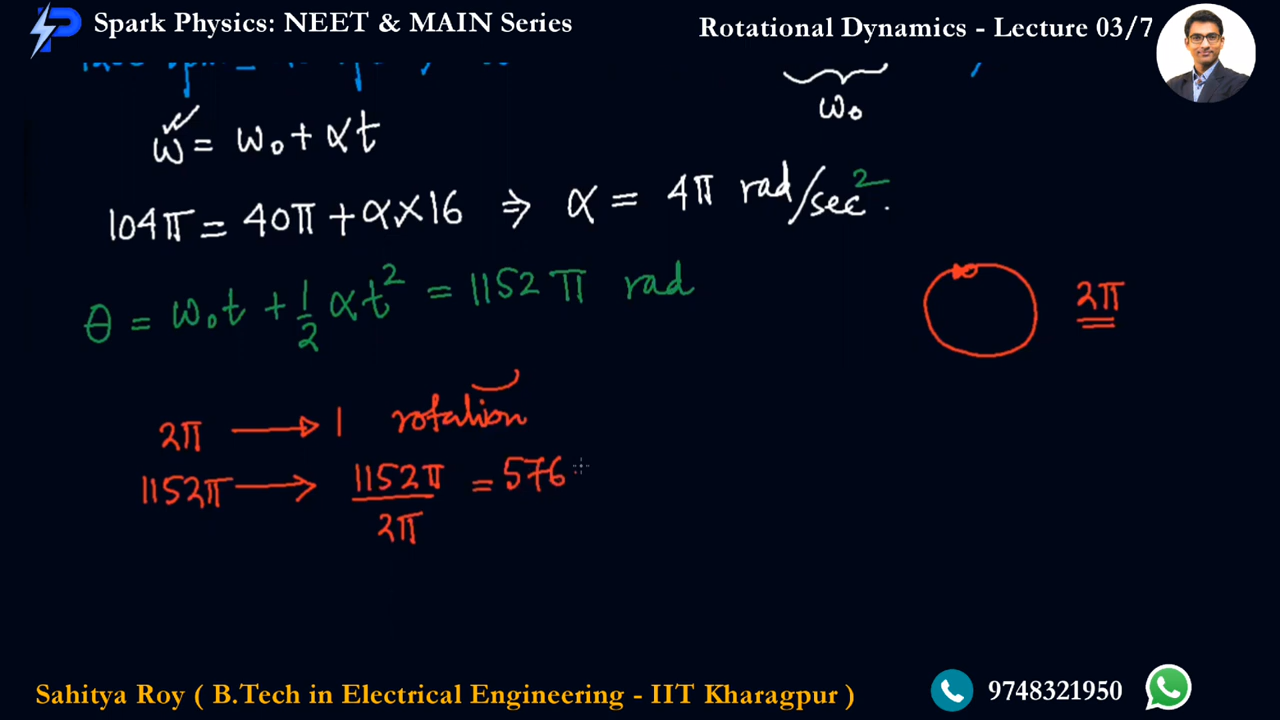 Spark Physics: NEET & MAIN Series
Rotational Dynamics - Lecture 03/7
ω₀
ω = ω₀ + αt
104π = 40π + α×16 ⇒ α = 4π rad/sec².
θ = ω₀t + 1/2 αt² = 1152π rad
2π
2π → 1 rotation
1152π → 1152π/2π = 576
Sahitya Roy ( B.Tech in Electrical Engineering - IIT Kharagpur )
9748321950